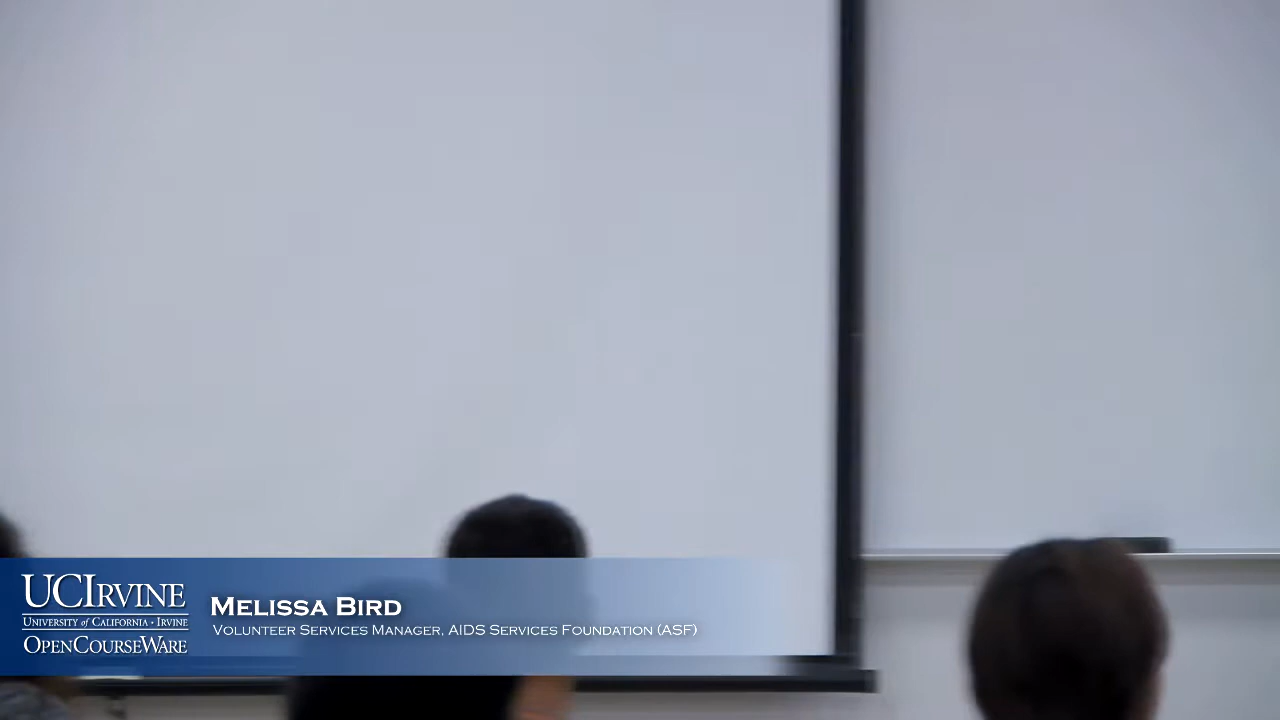 UCIRVINE
UNIVERSITY of CALIFORNIA · IRVINE
OPENCOURSEWARE
MELISSA BIRD
VOLUNTEER SERVICES MANAGER, AIDS SERVICES FOUNDATION (ASF)